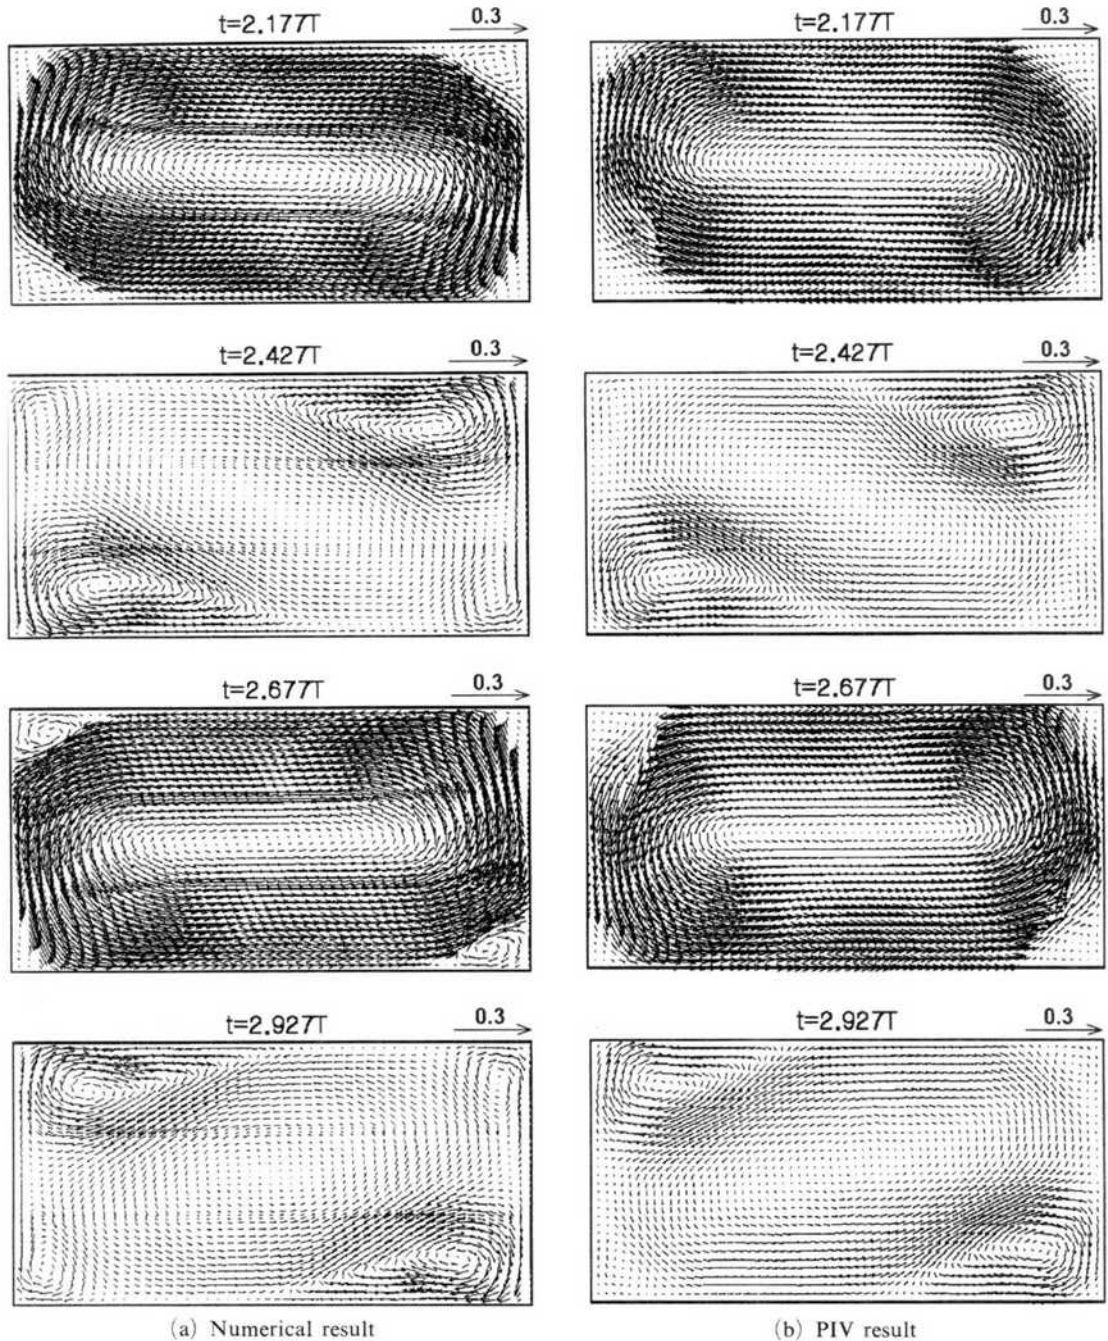 t=2.177T 0.3 t=2.177T 0.3
t=2.427T 0.3 t=2.427T 0.3
t=2.677T 0.3 t=2.677T 0.3
t=2.927T 0.3 t=2.927T 0.3
(a) Numerical result (b) PIV result